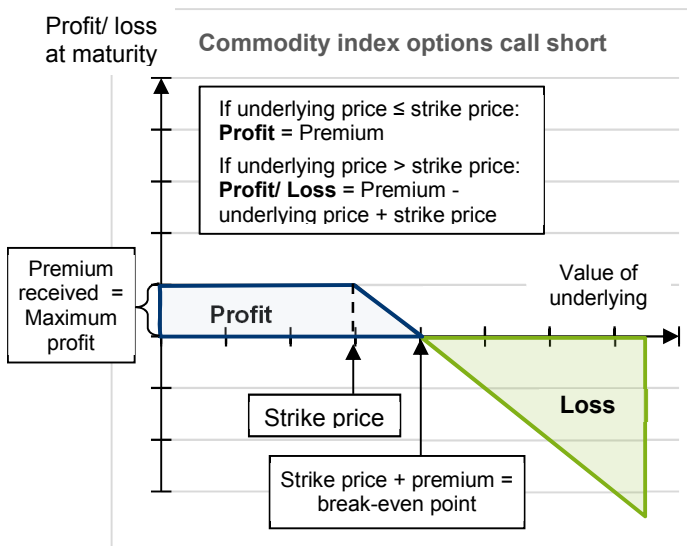 Profit/ loss
at maturity
Commodity index options call short
If underlying price ≤ strike price:
Profit = Premium
If underlying price > strike price:
Profit/ Loss = Premium -
underlying price + strike price
Premium
received =
Maximum
profit
Value of
underlying
Profit
Loss
Strike price
Strike price + premium =
break-even point